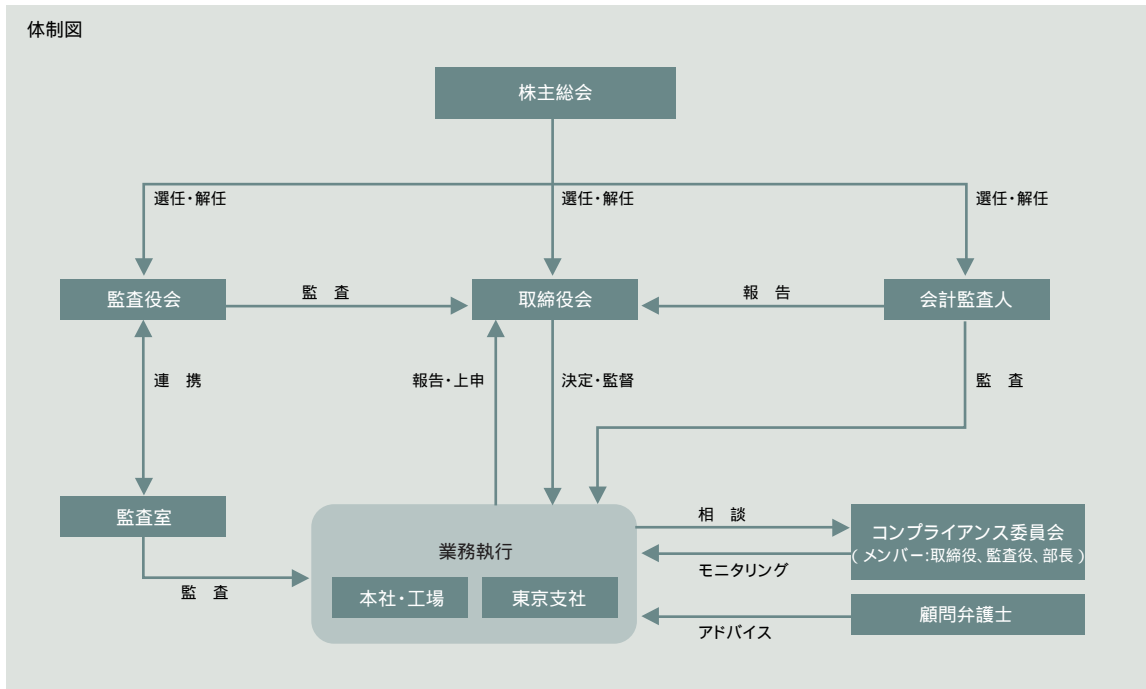 体制図
株主総会
選任・解任
選任・解任
選任・解任
監査役会
監　査
取締役会
報　告
会計監査人
連　携
報告・上申
決定・監督
監　査
監査室
業務執行
相　談
コンプライアンス委員会
(メンバー:取締役、監査役、部長)
モニタリング
監　査
本社・工場
東京支社
顧問弁護士
アドバイス